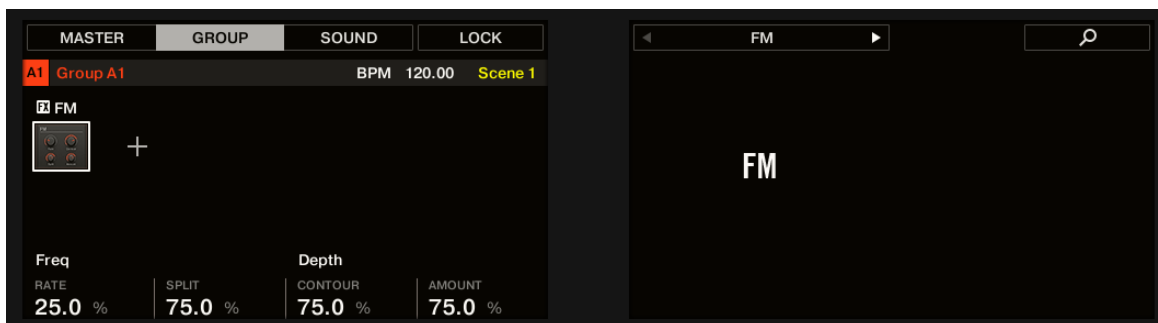 MASTER GROUP SOUND LOCK
A1 Group A1 BPM 120.00 Scene 1
FX FM
Freq Depth
RATE SPLIT CONTOUR AMOUNT
25.0 % 75.0 % 75.0 % 75.0 %
FM
FM